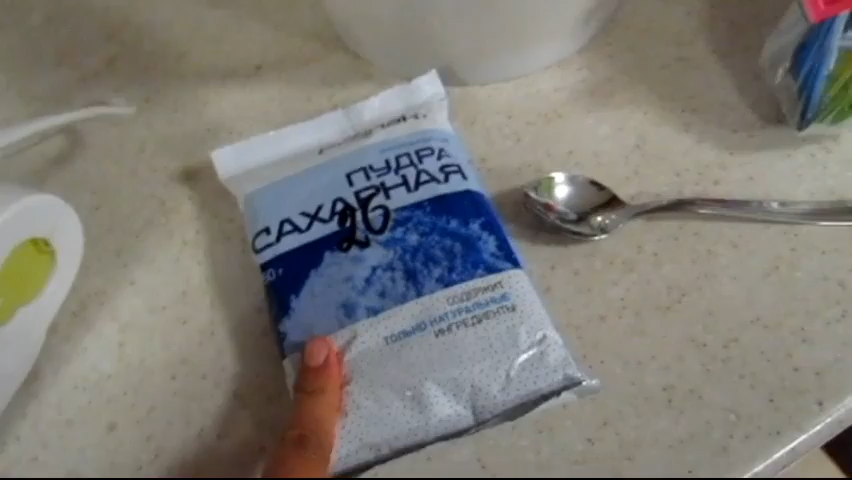 ПУДРА
САХАРНАЯ
26
СОДЕРЖИТ
ТОЛЬКО НАТУРАЛЬНЫЕ
ИНГРЕДИЕНТЫ